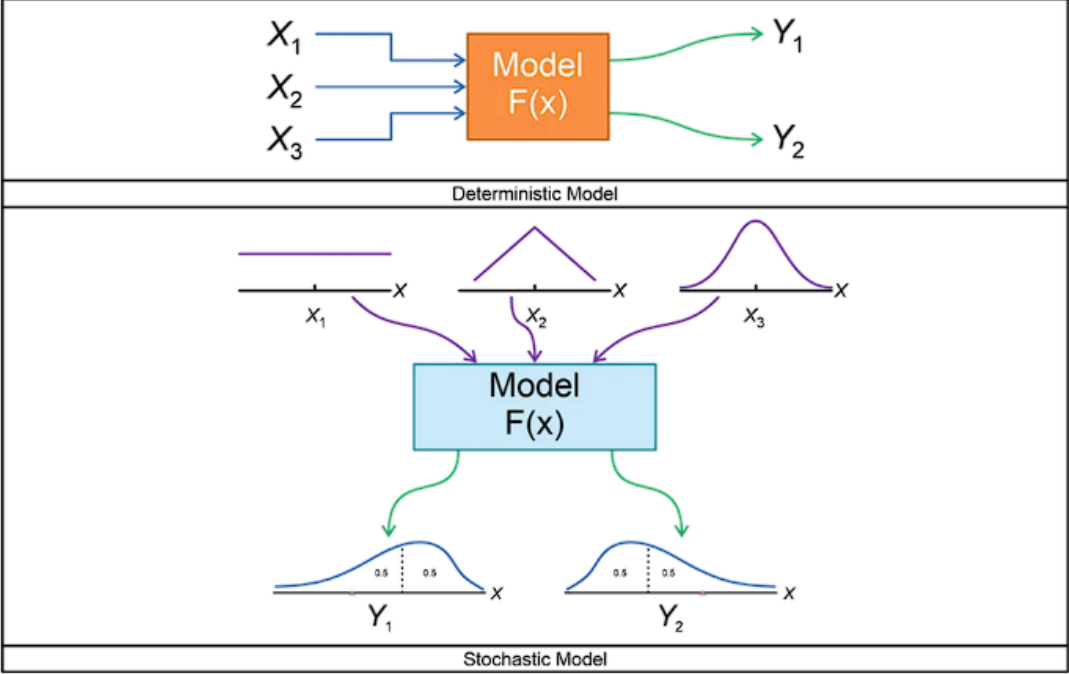 X₁
X₂
X₃
Model
F(x)
Y₁
Y₂
Deterministic Model
X
X
X
X₁
X₂
X₃
Model
F(x)
0.5 0.5
0.5 0.5
X
X
Y₁
Y₂
Stochastic Model